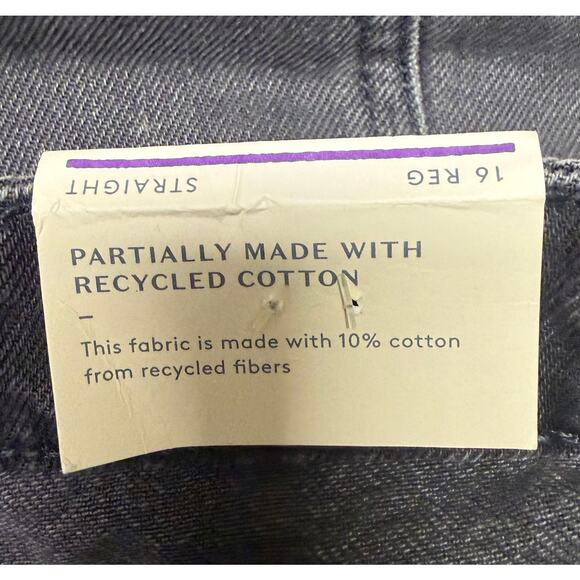 16 REG STRAIGHT
PARTIALLY MADE WITH
RECYCLED COTTON
–
This fabric is made with 10% cotton
from recycled fibers